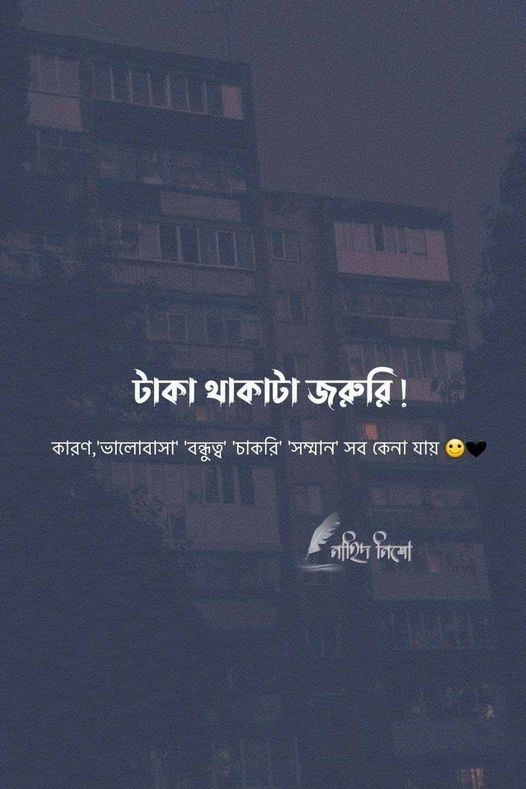 টাকা থাকাটা জরুরি!
কারণ,'ভালোবাসা' 'বন্ধুত্ব' 'চাকরি' 'সম্মান' সব কেনা যায় 🙂🖤
নাহিদ নিশো